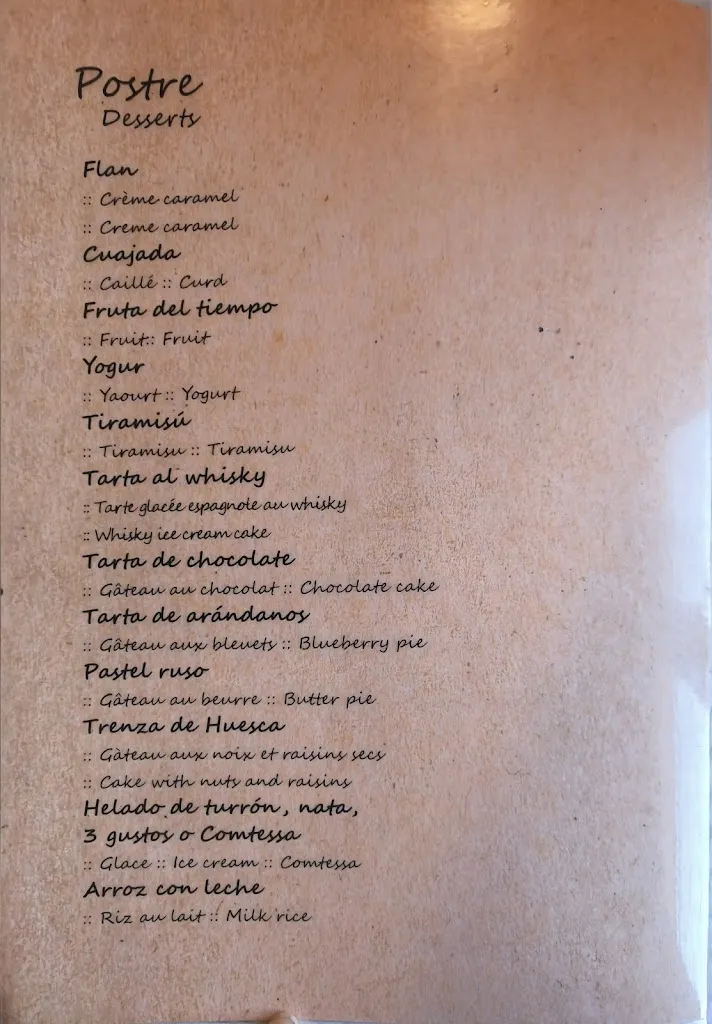 Postre
Desserts
Flan
:: Crème caramel
:: Creme caramel
Cuajada
:: Caillé :: Curd
Fruta del tiempo
:: Fruit:: Fruit
Yogur
:: Yaourt :: Yogurt
Tiramisú
:: Tiramisu :: Tiramisu
Tarta al whisky
:: Tarte glacée espagnole au whisky
:: Whisky ice cream cake
Tarta de chocolate
:: Gâteau au chocolat :: Chocolate cake
Tarta de arándanos
:: Gâteau aux bleuets :: Blueberry pie
Pastel ruso
:: Gâteau au beurre :: Butter pie
Trenza de Huesca
:: Gàteau aux noix et raisins secs
:: Cake with nuts and raisins
Helado de turrón, nata,
3 gustos o Comtessa
:: Glace :: Ice cream :: Comtessa
Arroz con leche
:: Riz au lait :: Milk rice